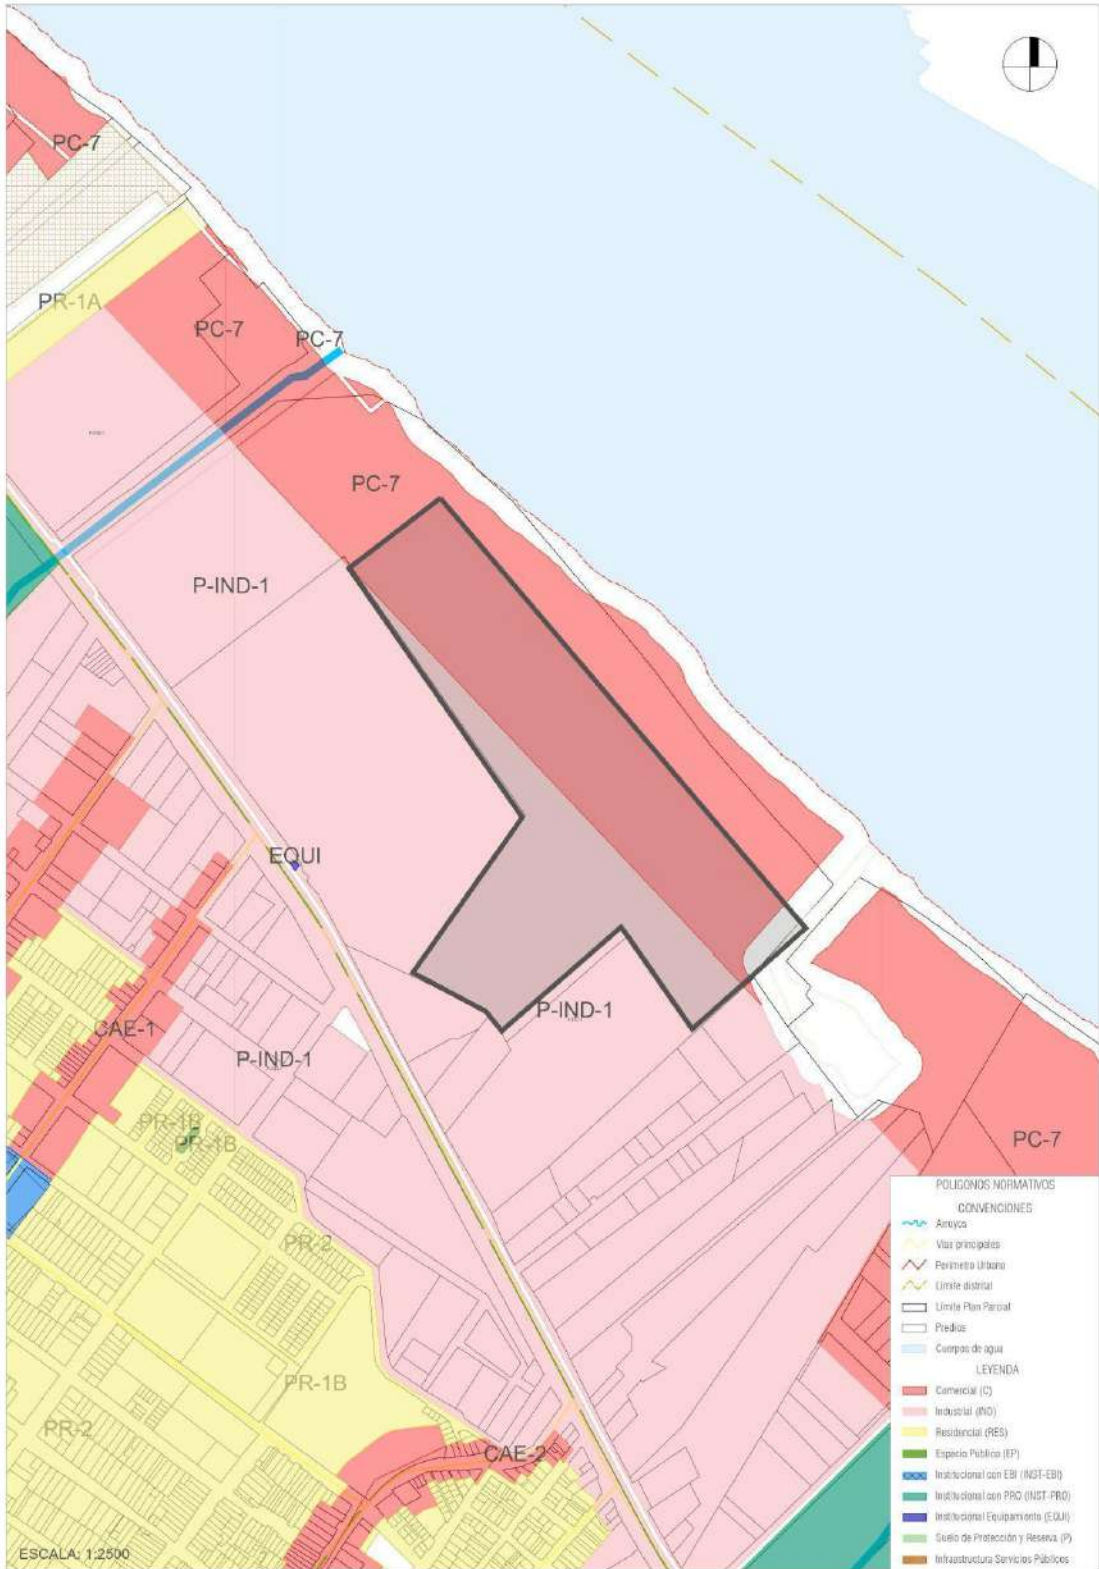 PC-7
PR-1A
PC-7
PC-7
PC-7
P-IND-1
EQUI
P-IND-1
CAE-1
P-IND-1
PR-1B
PR-1B
PC-7
PR-2
PR-1B
PR-2
CAE-2
ESCALA: 1:2500
POLIGONOS NORMATIVOS
CONVENCIONES
Arroyos
Vías principales
Perímetro Urbano
Límite distrital
Límite Plan Parcial
Predios
Cuerpos de agua
LEYENDA
Comercial (C)
Industrial (IND)
Residencial (RES)
Espacio Público (EP)
Institucional con EBI (INST-EBI)
Institucional con PRO (INST-PRO)
Institucional Equipamiento (EQUI)
Suelo de Protección y Reserva (P)
Infraestructura Servicios Públicos